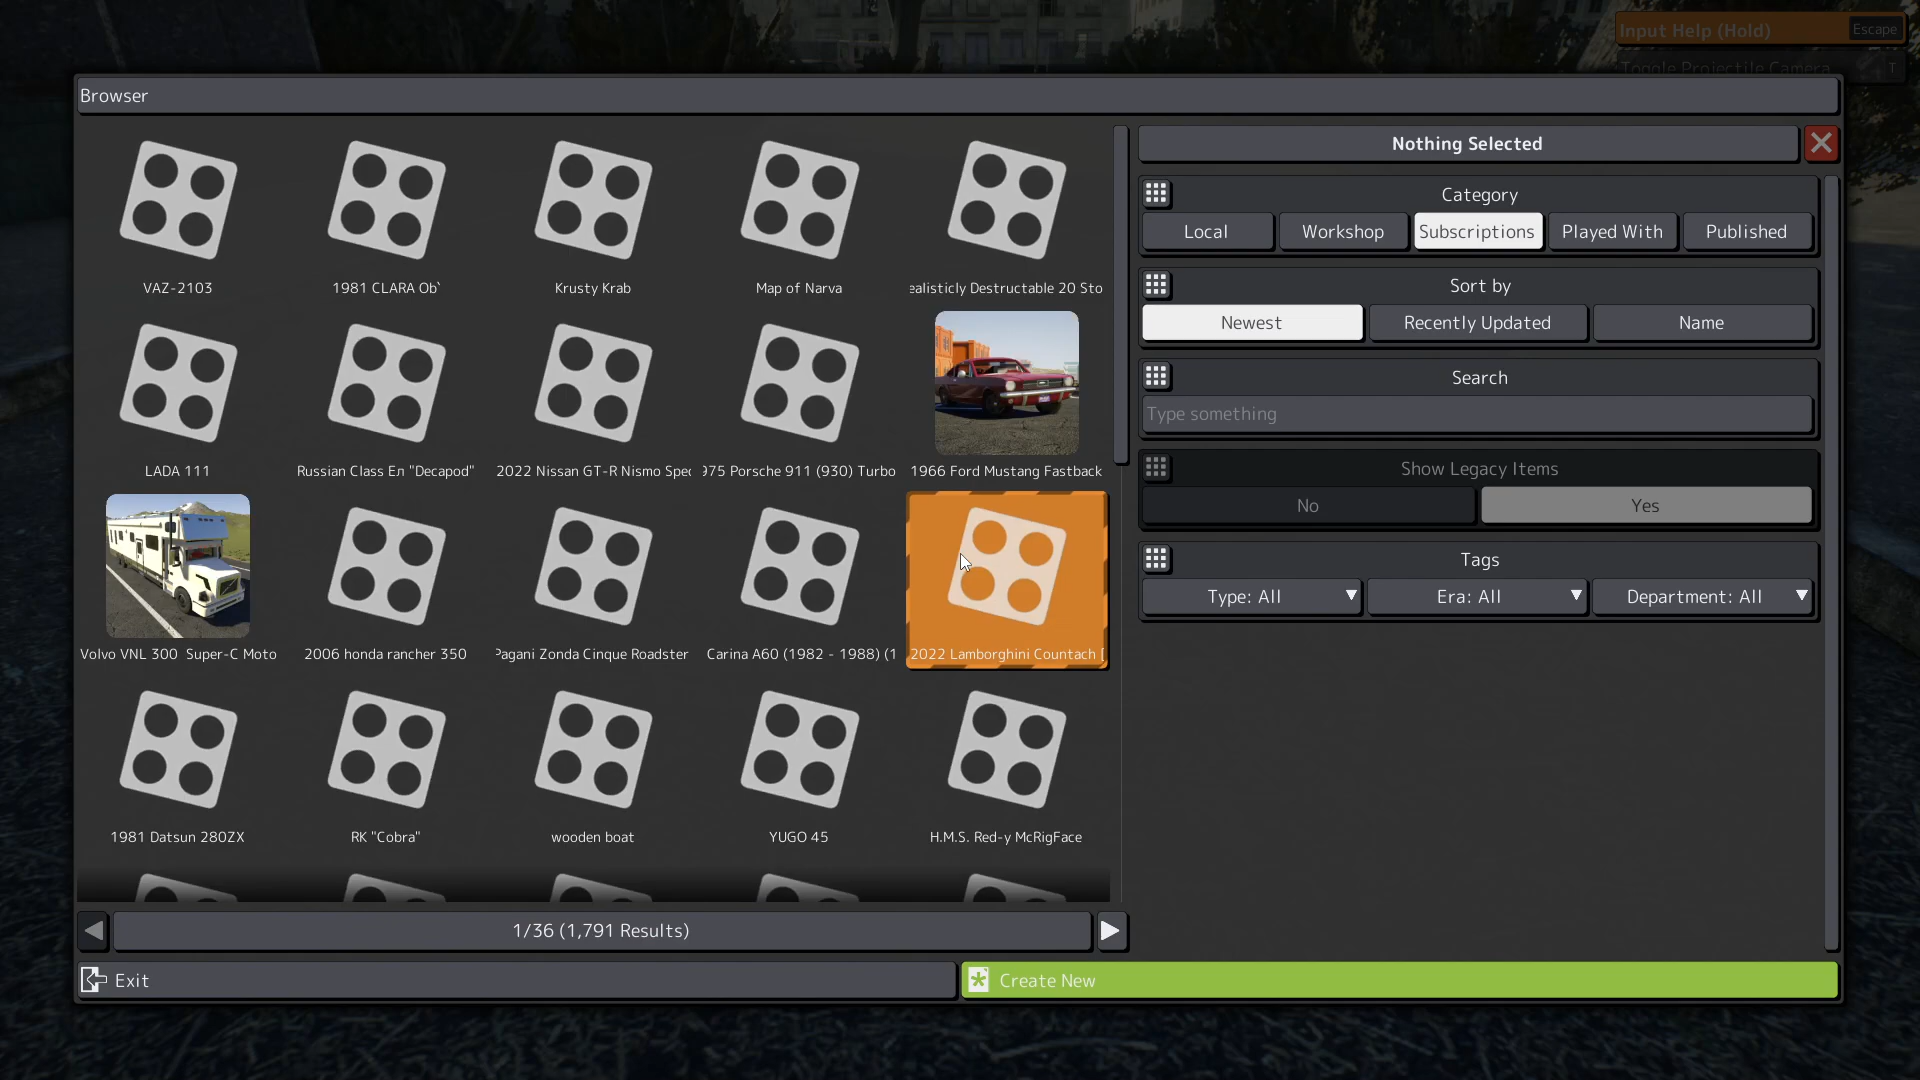 Input Help (Hold)
Escape
Toggle Projectile Camera
T
Browser
Nothing Selected
Category
Local
Workshop
Subscriptions
Played With
Published
Sort by
Newest
Recently Updated
Name
Search
Type something
Show Legacy Items
No
Yes
Tags
Type: All
Era: All
Department: All
VAZ-2103
1981 CLARA Ob`
Krusty Krab
Map of Narva
ealisticly Destructable 20 Sto
LADA 111
Russian Class Ел "Decapod"
2022 Nissan GT-R Nismo Spec
975 Porsche 911 (930) Turbo
1966 Ford Mustang Fastback
Volvo VNL 300 Super-C Moto
2006 honda rancher 350
Pagani Zonda Cinque Roadster
Carina A60 (1982 - 1988) (1
2022 Lamborghini Countach [
1981 Datsun 280ZX
RK "Cobra"
wooden boat
YUGO 45
H.M.S. Red-y McRigFace
1/36 (1,791 Results)
Exit
Create New